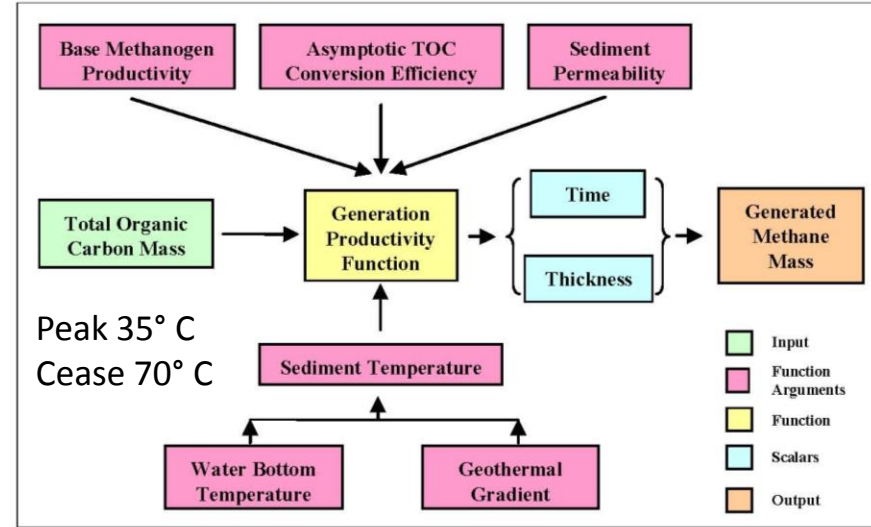 Base Methanogen
Productivity
Asymptotic TOC
Conversion Efficiency
Sediment
Permeability
Total Organic
Carbon Mass
Generation
Productivity
Function
Time
Thickness
Generated
Methane
Mass
Peak 35° C
Cease 70° C
Sediment Temperature
Water Bottom
Temperature
Geothermal
Gradient
Input
Function
Arguments
Function
Scalars
Output